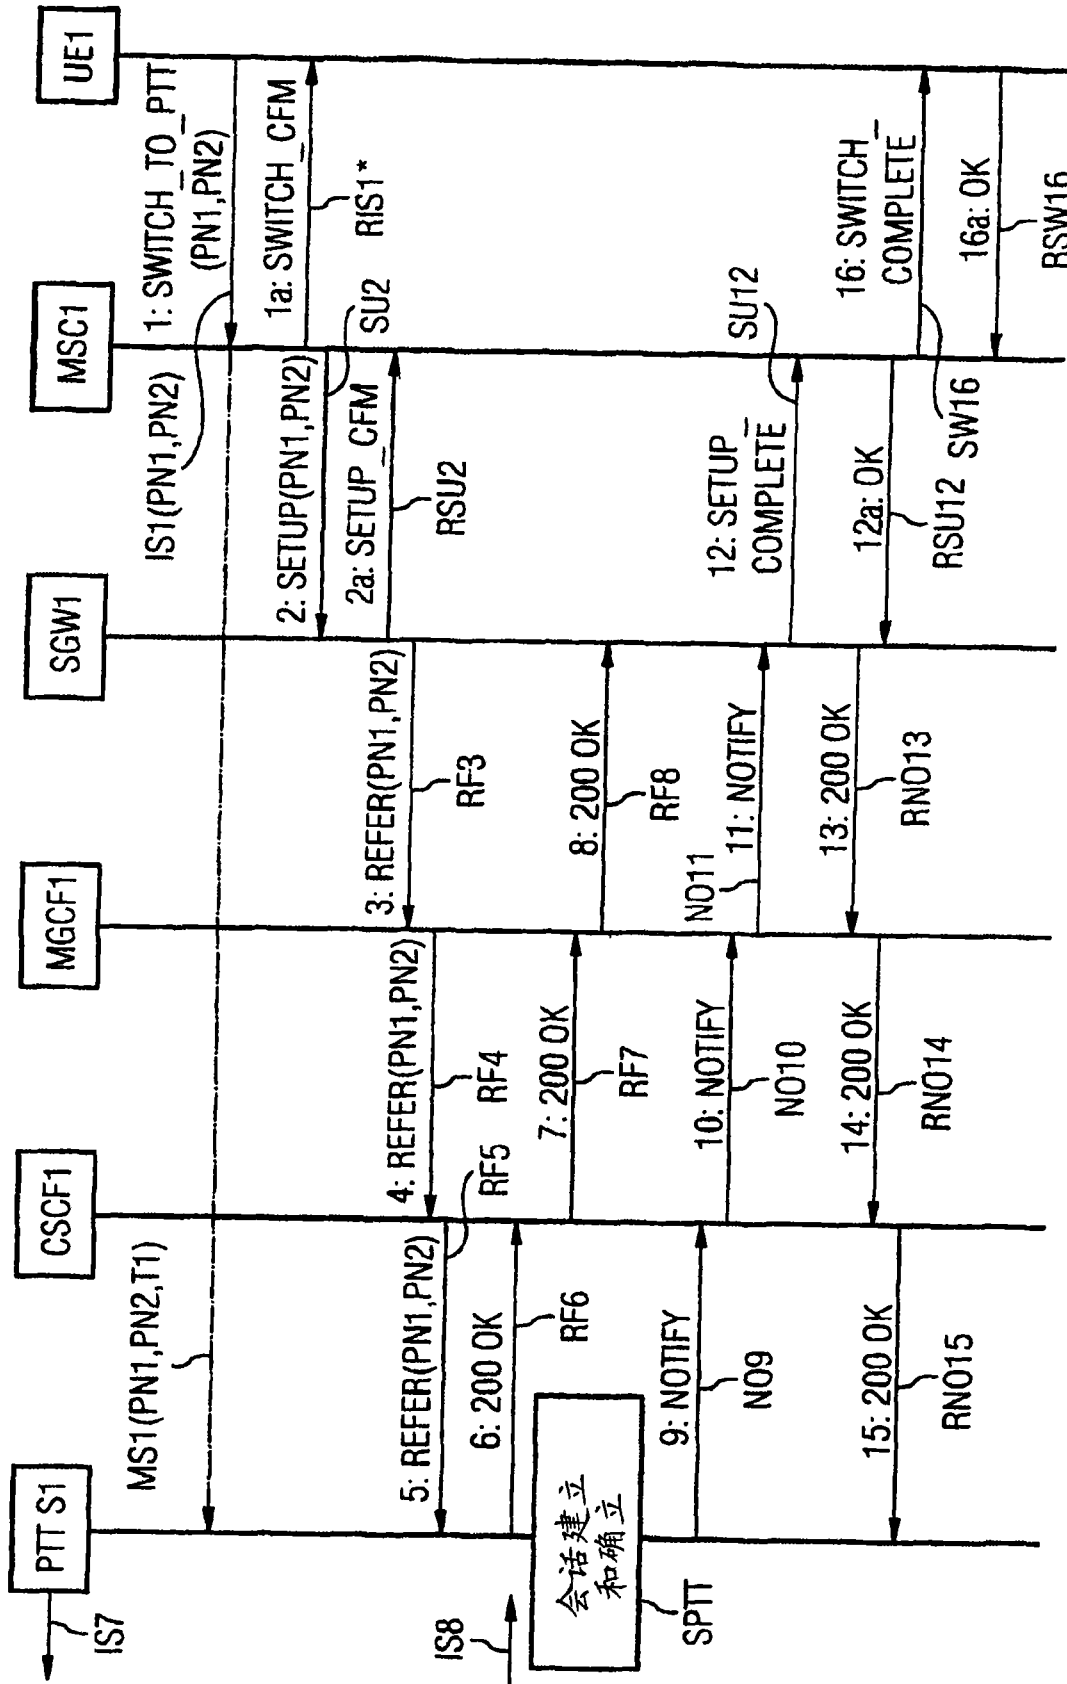 UE1
MSC1
SGW1
MGCF1
CSCF1
PTT S1
IS7
1: SWITCH_TO_PTT
(PN1,PN2)
IS1(PN1,PN2)
MS1(PN1,PN2,T1)
1a: SWITCH_CFM
RIS1*
2: SETUP(PN1,PN2)
SU2
2a: SETUP_CFM
RSU2
3: REFER(PN1,PN2)
RF3
4: REFER(PN1,PN2)
RF4
5: REFER(PN1,PN2)
RF5
6: 200 OK
RF6
7: 200 OK
RF7
8: 200 OK
RF8
IS8
会话建立
和确立
SPTT
9: NOTIFY
NO9
10: NOTIFY
NO10
11: NOTIFY
NO11
12: SETUP_
COMPLETE
SU12
12a: OK
RSU12
13: 200 OK
RNO13
14: 200 OK
RNO14
15: 200 OK
RNO15
16: SWITCH_
COMPLETE
SW16
16a: OK
RSW16